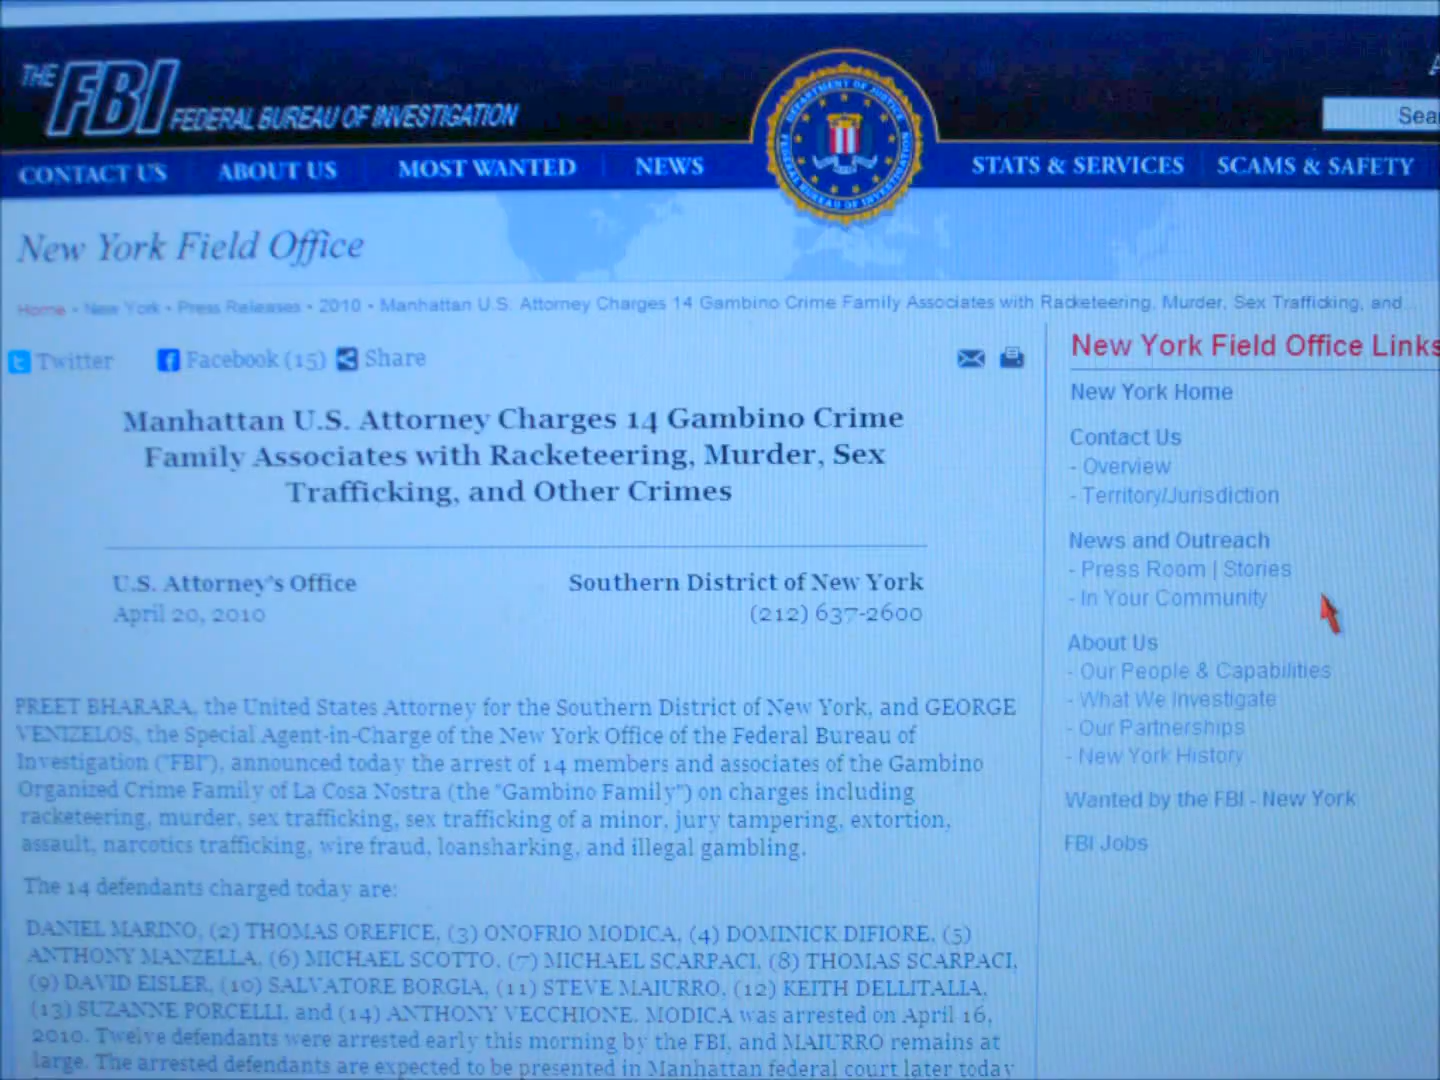 THE FBI FEDERAL BUREAU OF INVESTIGATION
DEPARTMENT OF JUSTICE
FEDERAL BUREAU OF INVESTIGATION
CONTACT US ABOUT US MOST WANTED NEWS STATS & SERVICES SCAMS & SAFETY
New York Field Office
Home • New York • Press Releases • 2010 • Manhattan U.S. Attorney Charges 14 Gambino Crime Family Associates with Racketeering, Murder, Sex Trafficking, and...
Twitter Facebook (15) Share
Manhattan U.S. Attorney Charges 14 Gambino Crime
Family Associates with Racketeering, Murder, Sex
Trafficking, and Other Crimes
U.S. Attorney's Office Southern District of New York
April 20, 2010 (212) 637-2600
PREET BHARARA, the United States Attorney for the Southern District of New York, and GEORGE
VENIZELOS, the Special Agent-in-Charge of the New York Office of the Federal Bureau of
Investigation ("FBI"), announced today the arrest of 14 members and associates of the Gambino
Organized Crime Family of La Cosa Nostra (the "Gambino Family") on charges including
racketeering, murder, sex trafficking, sex trafficking of a minor, jury tampering, extortion,
assault, narcotics trafficking, wire fraud, loansharking, and illegal gambling.
The 14 defendants charged today are:
DANIEL MARINO, (2) THOMAS OREFICE, (3) ONOFRIO MODICA, (4) DOMINICK DIFIORE, (5)
ANTHONY MANZELLA, (6) MICHAEL SCOTTO, (7) MICHAEL SCARPACI, (8) THOMAS SCARPACI,
(9) DAVID EISLER, (10) SALVATORE BORGIA, (11) STEVE MAIURRO, (12) KEITH DELLITALIA,
(13) SUZANNE PORCELLI, and (14) ANTHONY VECCHIONE. MODICA was arrested on April 16,
2010. Twelve defendants were arrested early this morning by the FBI, and MAIURRO remains at
large. The arrested defendants are expected to be presented in Manhattan federal court later today
New York Field Office Links
New York Home
Contact Us
- Overview
- Territory/Jurisdiction
News and Outreach
- Press Room | Stories
- In Your Community
About Us
- Our People & Capabilities
- What We Investigate
- Our Partnerships
- New York History
Wanted by the FBI - New York
FBI Jobs